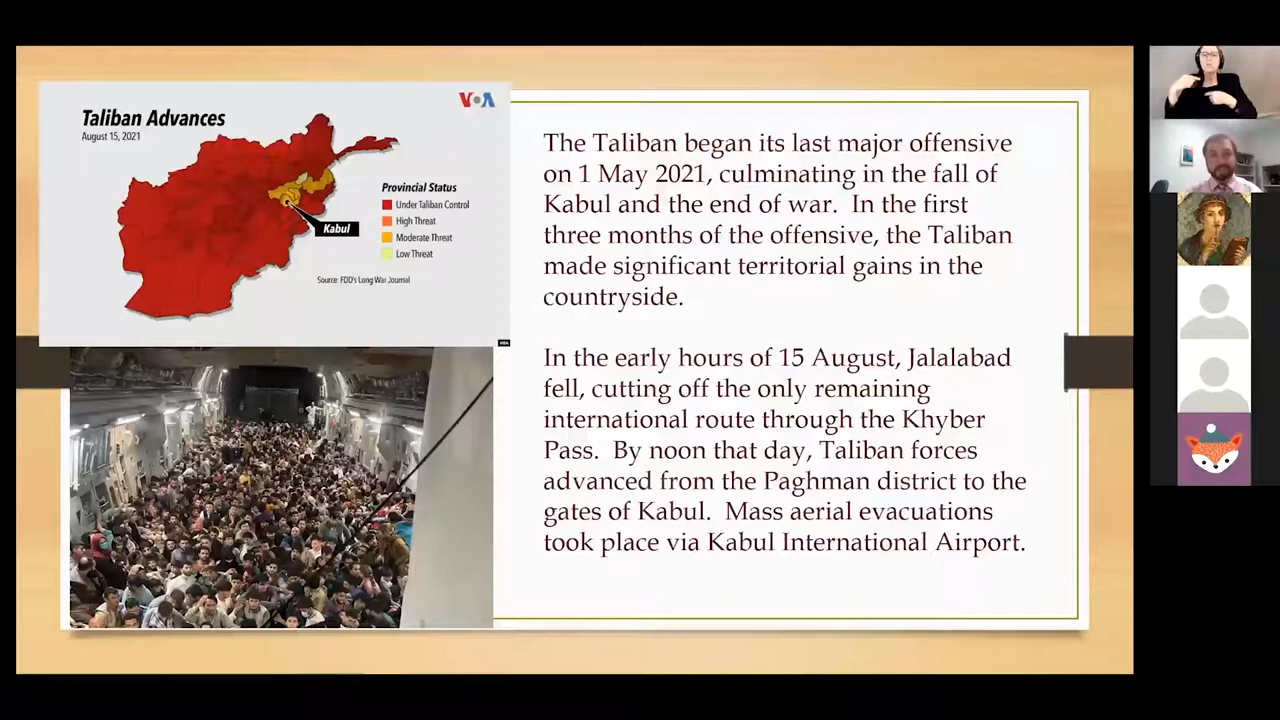 VOA
Taliban Advances
August 15, 2021
Provincial Status
Under Taliban Control
High Threat
Moderate Threat
Low Threat
Kabul
Source: FDD's Long War Journal
VOA
The Taliban began its last major offensive
on 1 May 2021, culminating in the fall of
Kabul and the end of war.  In the first
three months of the offensive, the Taliban
made significant territorial gains in the
countryside.
In the early hours of 15 August, Jalalabad
fell, cutting off the only remaining
international route through the Khyber
Pass.  By noon that day, Taliban forces
advanced from the Paghman district to the
gates of Kabul.  Mass aerial evacuations
took place via Kabul International Airport.